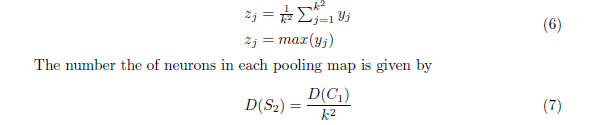 z_j = \frac{1}{k^2} \sum_{j=1}^{k^2} y_j
z_j = max(y_j)
(6)
The number the of neurons in each pooling map is given by
D(S_2) = \frac{D(C_1)}{k^2} (7)